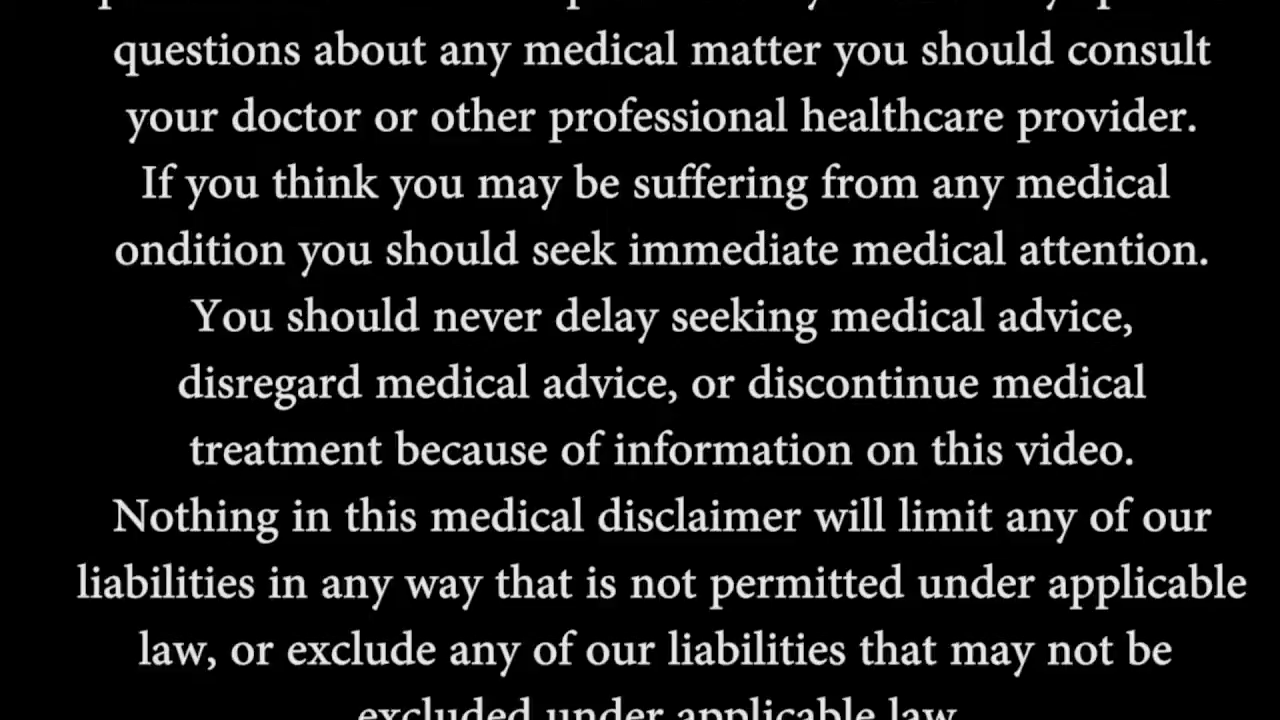 questions about any medical matter you should consult
your doctor or other professional healthcare provider.
If you think you may be suffering from any medical
ondition you should seek immediate medical attention.
You should never delay seeking medical advice,
disregard medical advice, or discontinue medical
treatment because of information on this video.
Nothing in this medical disclaimer will limit any of our
liabilities in any way that is not permitted under applicable
law, or exclude any of our liabilities that may not be
excluded under applicable law